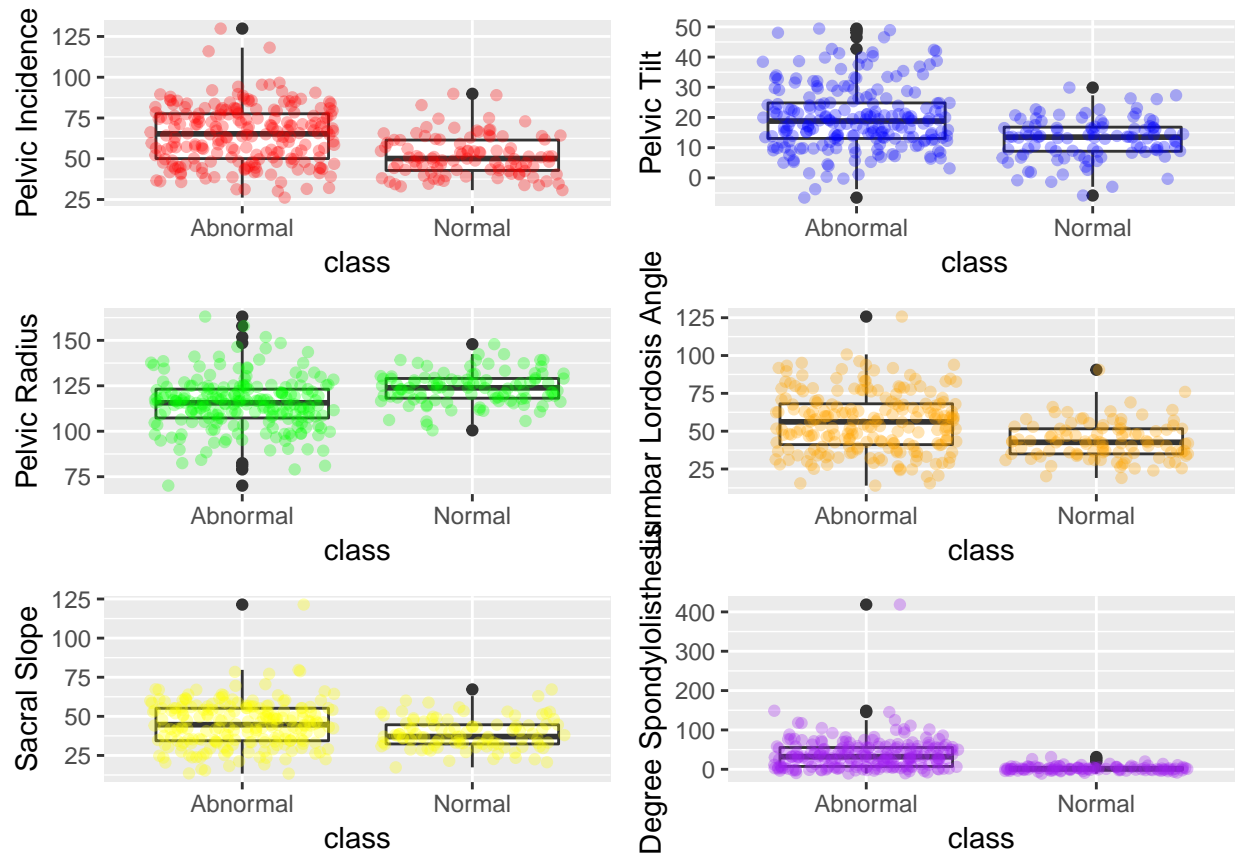 Pelvic Incidence
125
100
75
50
25
Abnormal Normal
class
Pelvic Tilt
50
40
30
20
10
0
Abnormal Normal
class
Pelvic Radius
150
125
100
75
Abnormal Normal
class
Lumbar Lordosis Angle
125
100
75
50
25
Abnormal Normal
class
Sacral Slope
125
100
75
50
25
Abnormal Normal
class
Degree Spondylolisthesis
400
300
200
100
0
Abnormal Normal
class